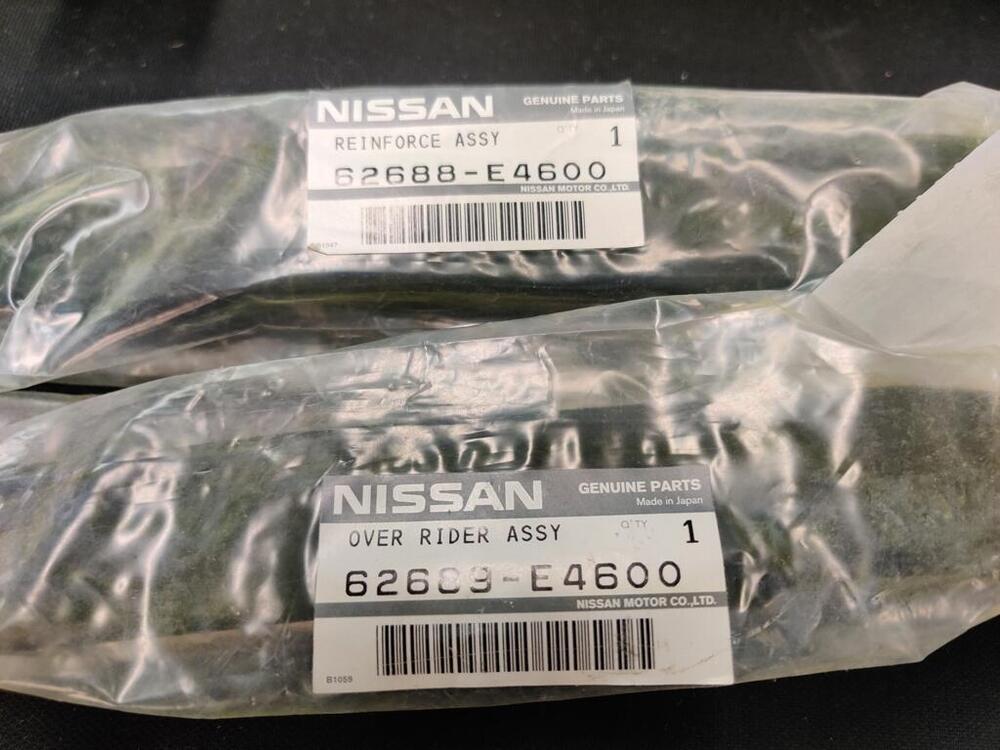 NISSAN GENUINE PARTS
Made in Japan
REINFORCE ASSY Q'TY 1
62688-E4600
NISSAN MOTOR CO.,LTD.
NISSAN GENUINE PARTS
Made in Japan
OVER RIDER ASSY Q'TY 1
62689-E4600
NISSAN MOTOR CO.,LTD.
B1059